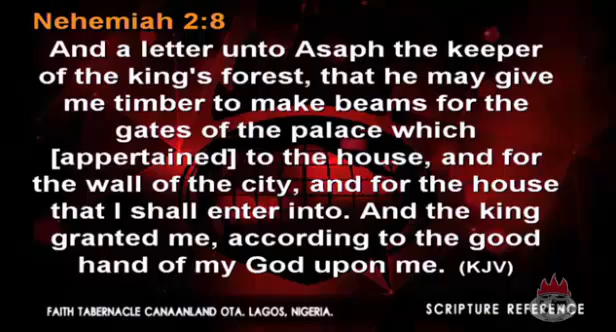 Nehemiah 2:8
And a letter unto Asaph the keeper
of the king's forest, that he may give
me timber to make beams for the
gates of the palace which
[appertained] to the house, and for
the wall of the city, and for the house
that I shall enter into. And the king
granted me, according to the good
hand of my God upon me. (KJV)
FAITH TABERNACLE CANAANLAND OTA. LAGOS, NIGERIA.
SCRIPTURE REFERENCE